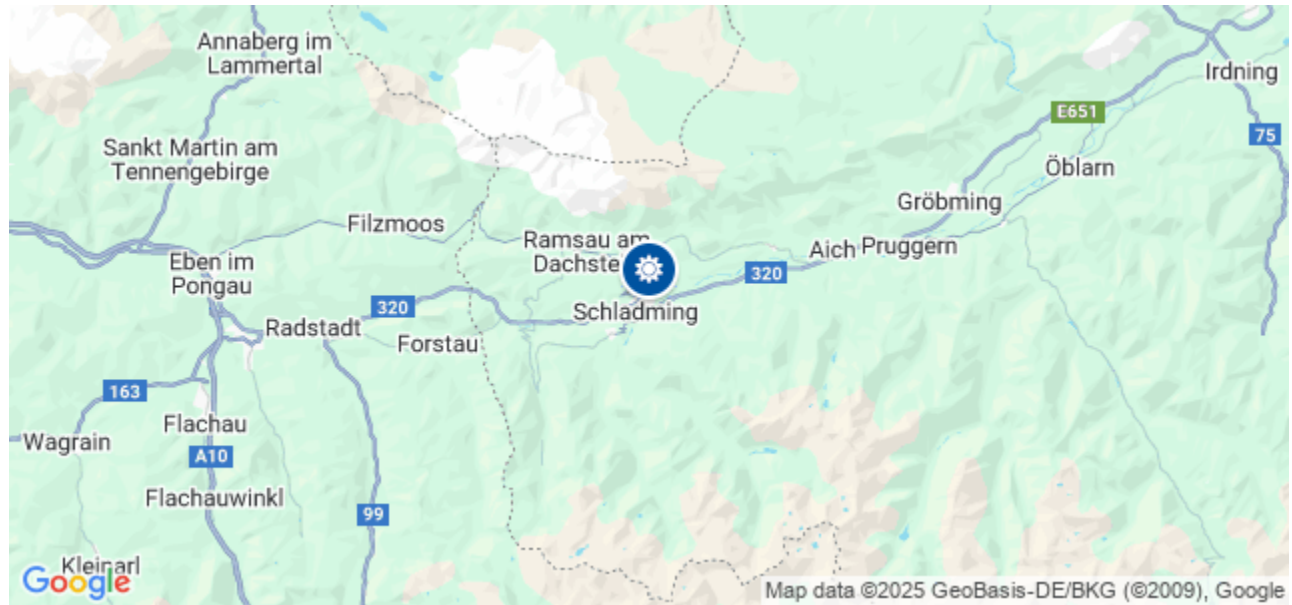 Annaberg im
Lammertal
Irdning
E651
75
Sankt Martin am
Tennengebirge
Öblarn
Gröbming
Filzmoos
Ramsau am
Aich
Pruggern
Eben im
Pongau
320
320
Schladming
Radstadt
Forstau
163
Flachau
Wagrain
A10
Flachauwinkl
99
Kleinarl
Google
Map data ©2025 GeoBasis-DE/BKG (©2009), Google